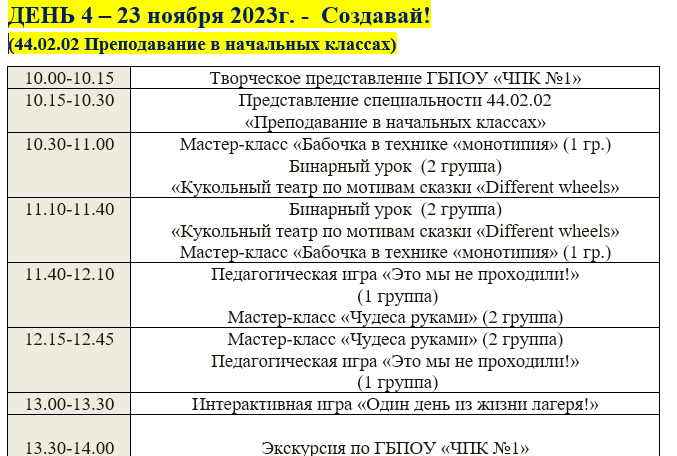 ДЕНЬ 4 – 23 ноября 2023г. - Создавай!
(44.02.02 Преподавание в начальных классах)
10.00-10.15 Творческое представление ГБПОУ «ЧПК №1»
10.15-10.30 Представление специальности 44.02.02
«Преподавание в начальных классах»
10.30-11.00 Мастер-класс «Бабочка в технике «монотипия» (1 гр.)
Бинарный урок (2 группа)
«Кукольный театр по мотивам сказки «Different wheels»
11.10-11.40 Бинарный урок (2 группа)
«Кукольный театр по мотивам сказки «Different wheels»
Мастер-класс «Бабочка в технике «монотипия» (1 гр.)
11.40-12.10 Педагогическая игра «Это мы не проходили!»
(1 группа)
Мастер-класс «Чудеса руками» (2 группа)
12.15-12.45 Мастер-класс «Чудеса руками» (2 группа)
Педагогическая игра «Это мы не проходили!»
(1 группа)
13.00-13.30 Интерактивная игра «Один день из жизни лагеря!»
13.30-14.00 Экскурсия по ГБПОУ «ЧПК №1»